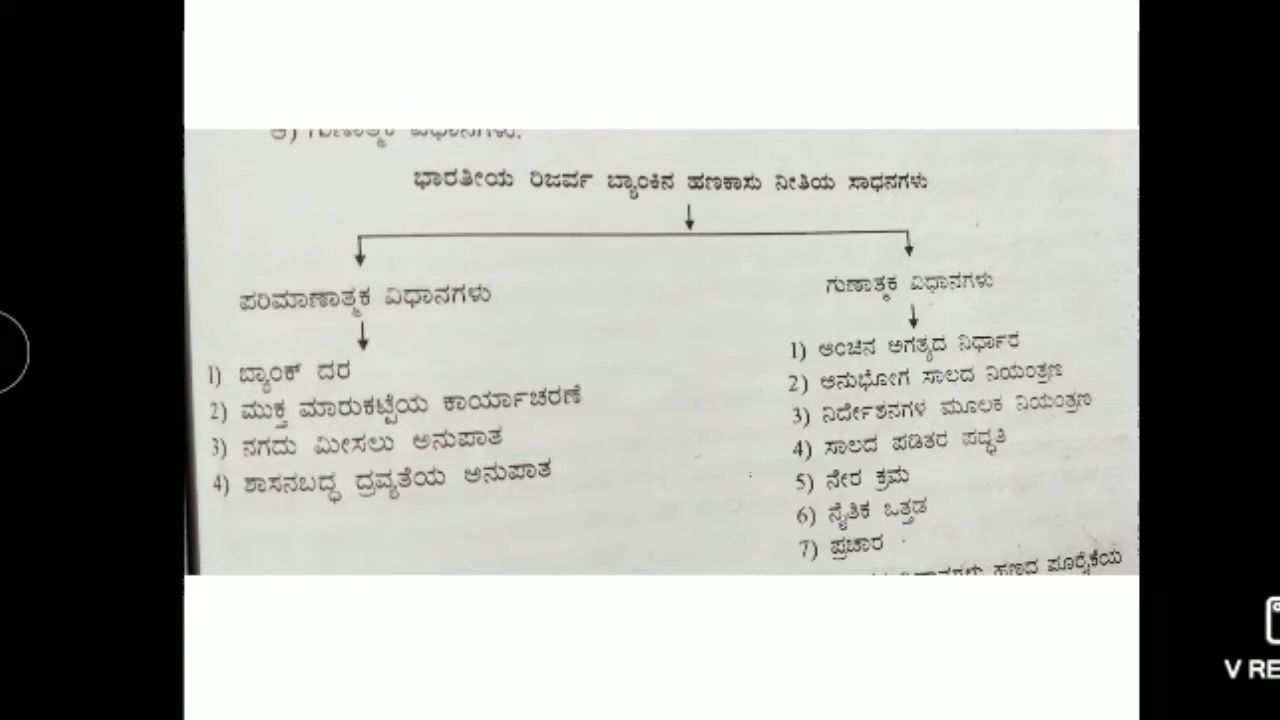 ಭಾರತೀಯ ರಿಜರ್ವ ಬ್ಯಾಂಕಿನ ಹಣಕಾಸು ನೀತಿಯ ಸಾಧನಗಳು
ಪರಿಮಾಣಾತ್ಮಕ ವಿಧಾನಗಳು
1) ಬ್ಯಾಂಕ್ ದರ
2) ಮುಕ್ತ ಮಾರುಕಟ್ಟೆಯ ಕಾರ್ಯಾಚರಣೆ
3) ನಗದು ಮೀಸಲು ಅನುಪಾತ
4) ಶಾಸನಬದ್ಧ ದ್ರವ್ಯತೆಯ ಅನುಪಾತ
ಗುಣಾತ್ಮಕ ವಿಧಾನಗಳು
1) ಅಂಚಿನ ಅಗತ್ಯದ ನಿರ್ಧಾರ
2) ಅನುಭೋಗ ಸಾಲದ ನಿಯಂತ್ರಣ
3) ನಿರ್ದೇಶನಗಳ ಮೂಲಕ ನಿಯಂತ್ರಣ
4) ಸಾಲದ ಪಡಿತರ ಪದ್ಧತಿ
5) ನೇರ ಕ್ರಮ
6) ನೈತಿಕ ಒತ್ತಡ
7) ಪ್ರಚಾರ
ಹಣದ ಪೂರೈಕೆಯ
V RE